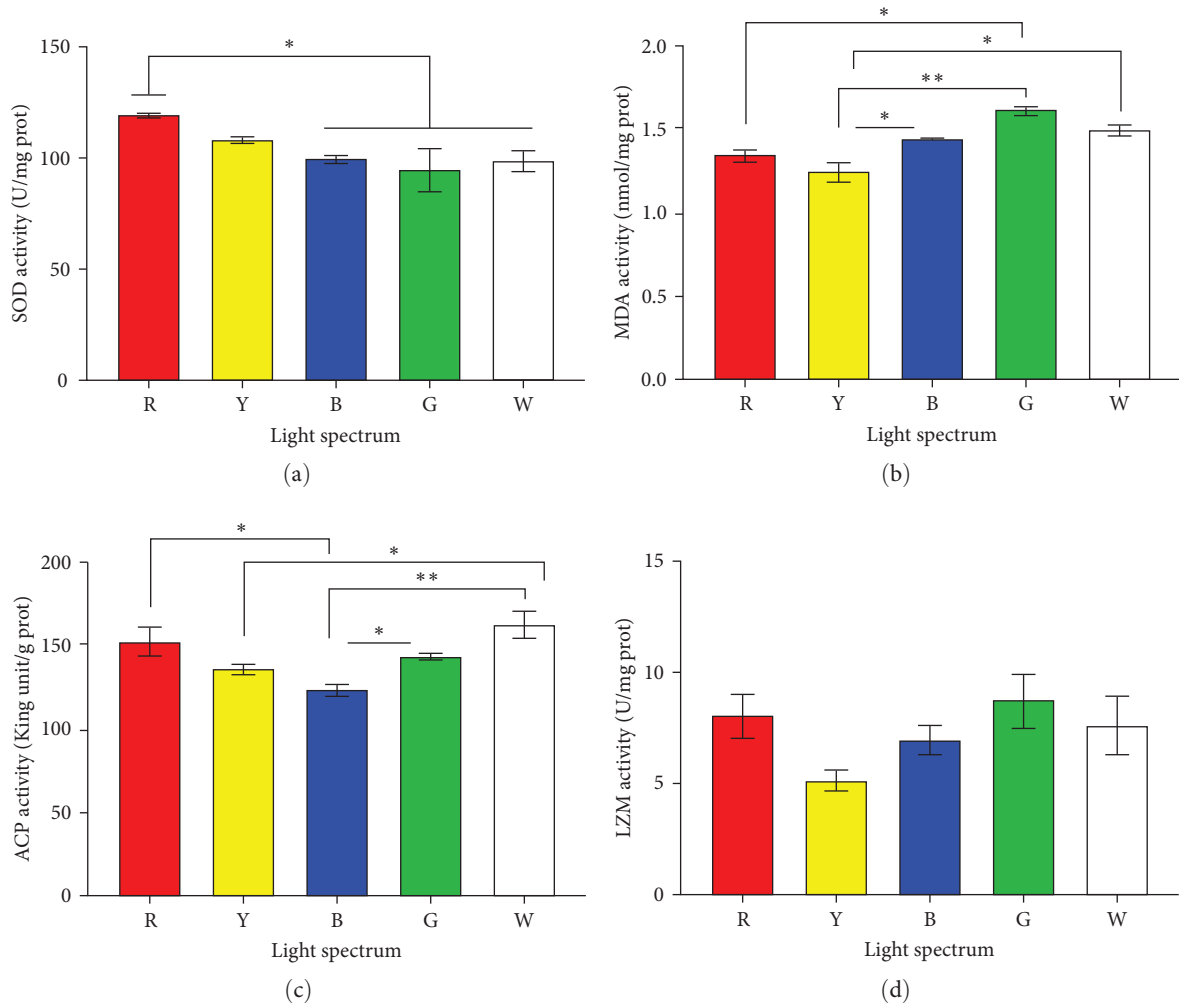 *
150
100
50
0
SOD activity (U/mg prot)
R Y B G W
Light spectrum
(a)
*
*
**
*
2.0
1.5
1.0
0.5
0.0
MDA activity (nmol/mg prot)
R Y B G W
Light spectrum
(b)
*
*
**
*
200
150
100
50
0
ACP activity (King unit/g prot)
R Y B G W
Light spectrum
(c)
15
10
5
0
LZM activity (U/mg prot)
R Y B G W
Light spectrum
(d)